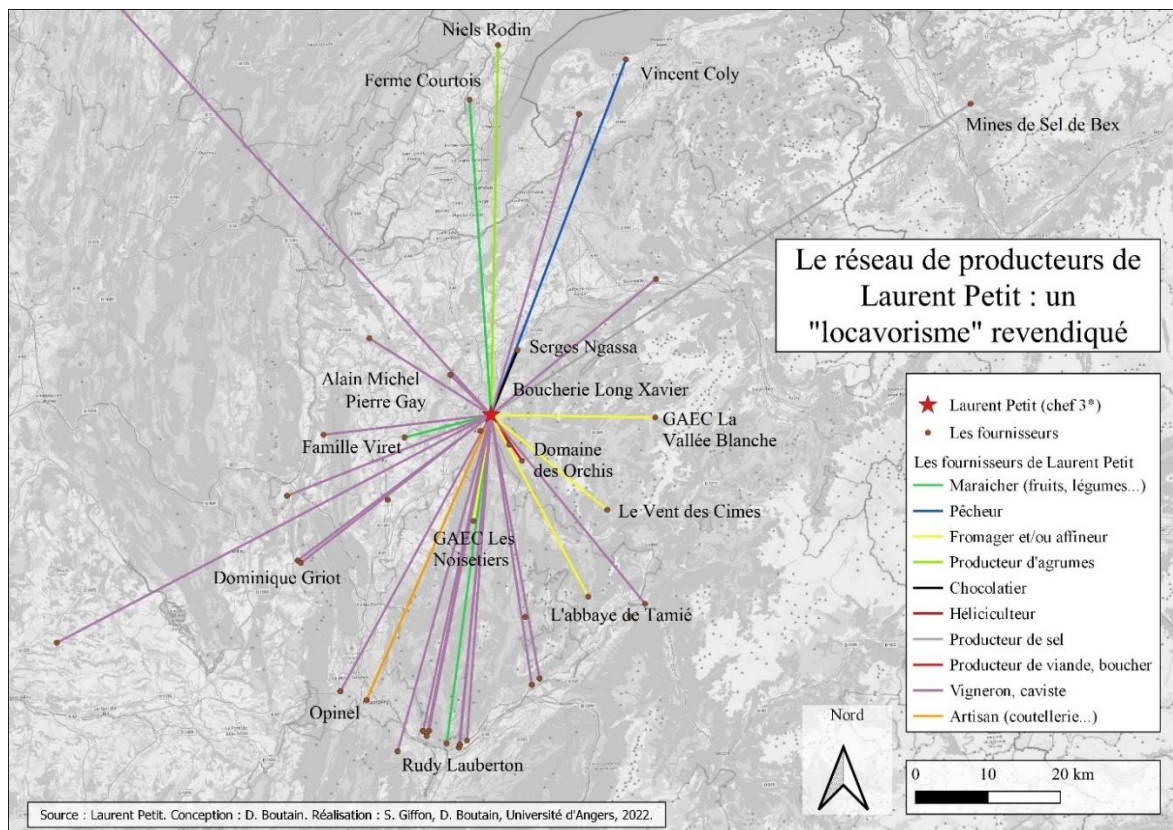 Niels Rodin
Ferme Courtois
Vincent Coly
Mines de Sel de Bex
Le réseau de producteurs de
Laurent Petit : un
"locavorisme" revendiqué
Serges Ngassa
Alain Michel
Pierre Gay
Boucherie Long Xavier
GAEC La
Vallée Blanche
Famille Viret
Domaine
des Orchis
Le Vent des Cimes
GAEC Les
Noisetiers
Dominique Griot
L'abbaye de Tamié
Opinel
Rudy Lauberton
Laurent Petit (chef 3*)
Les fournisseurs
Les fournisseurs de Laurent Petit
Maraicher (fruits, légumes...)
Pêcheur
Fromager et/ou affineur
Producteur d'agrumes
Chocolatier
Héliciculteur
Producteur de sel
Producteur de viande, boucher
Vigneron, caviste
Artisan (coutellerie...)
Nord
0 10 20 km
Source : Laurent Petit. Conception : D. Boutain. Réalisation : S. Giffon, D. Boutain, Université d'Angers, 2022.